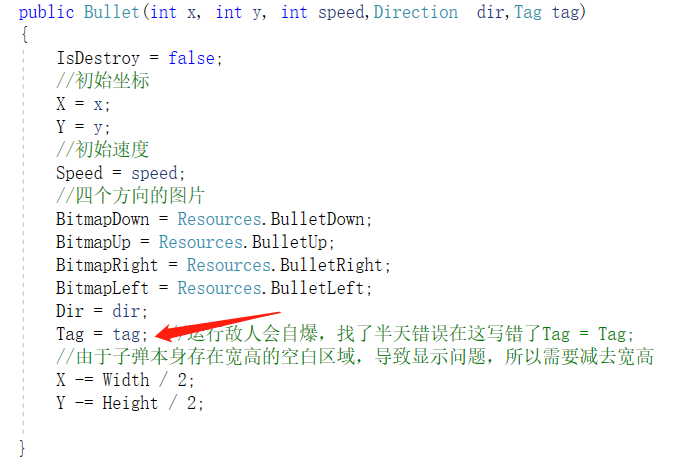 public Bullet(int x, int y, int speed,Direction  dir,Tag tag)
{
IsDestroy = false;
//初始坐标
X = x;
Y = y;
//初始速度
Speed = speed;
//四个方向的图片
BitmapDown = Resources.BulletDown;
BitmapUp = Resources.BulletUp;
BitmapRight = Resources.BulletRight;
BitmapLeft = Resources.BulletLeft;
Dir = dir;
Tag = tag; //运行敌人会自爆，找了半天错误在这写错了Tag = Tag;
//由于子弹本身存在宽高的空白区域，导致显示问题，所以需要减去宽高
X -= Width / 2;
Y -= Height / 2;
}